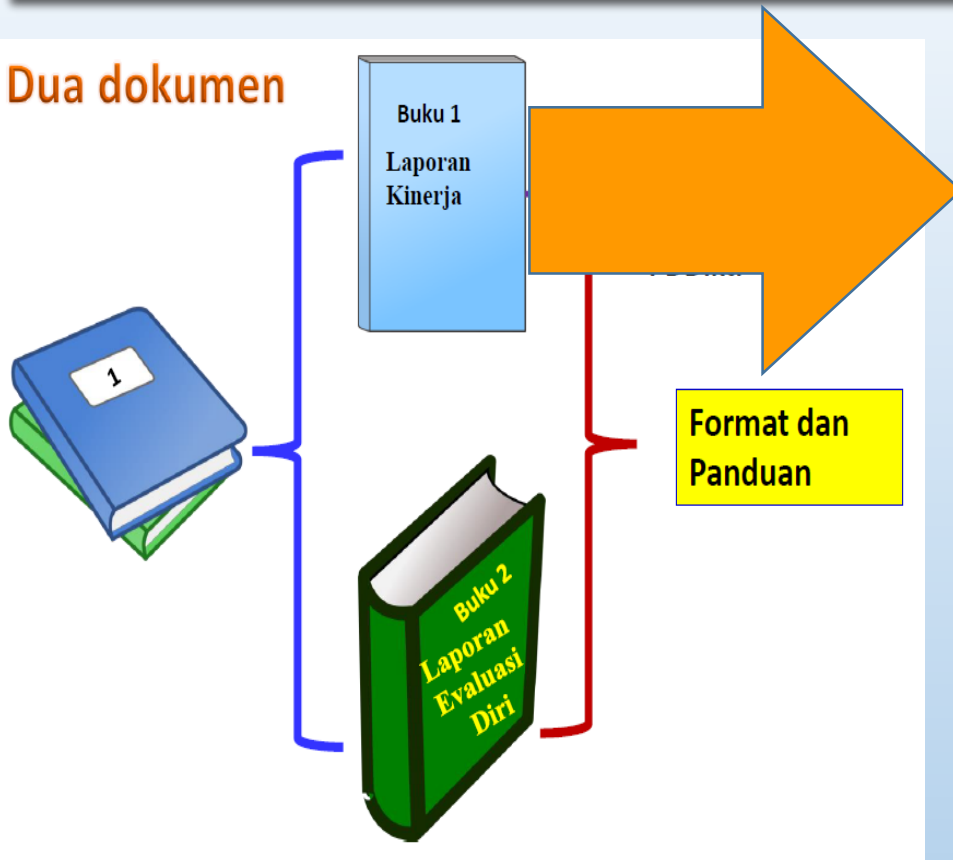 Dua dokumen
Buku 1
Laporan
Kinerja
1
Format dan
Panduan
Buku 2
Laporan
Evaluasi
Diri